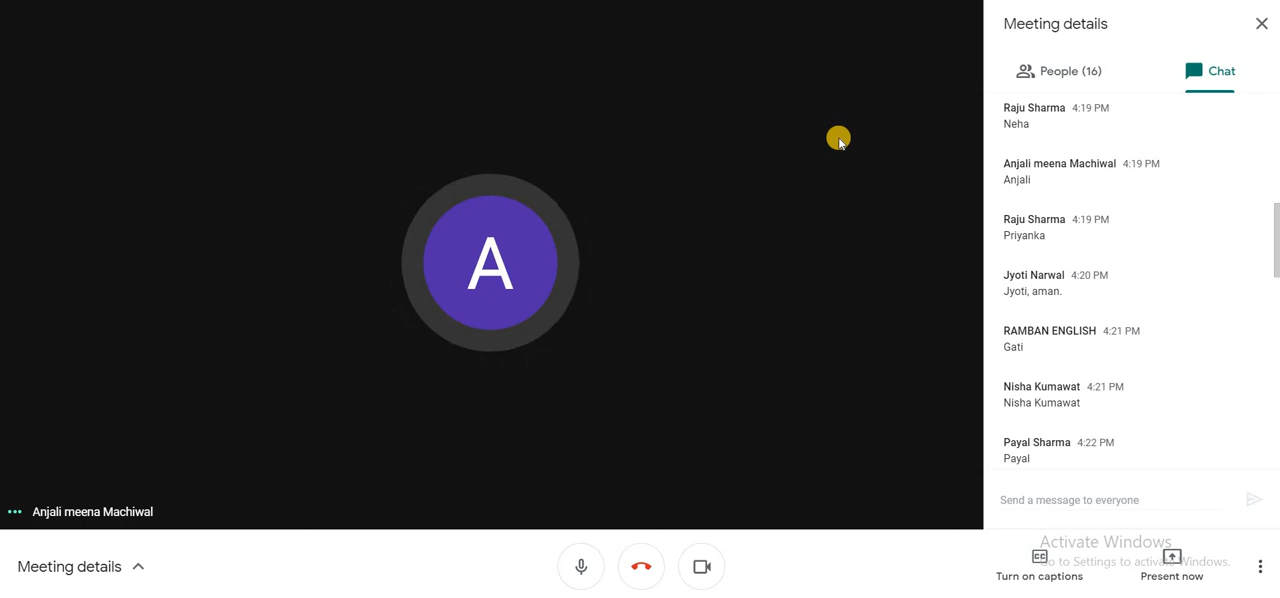 Meeting details
People (16)
Chat
Raju Sharma 4:19 PM
Neha
Anjali meena Machiwal 4:19 PM
Anjali
Raju Sharma 4:19 PM
Priyanka
Jyoti Narwal 4:20 PM
Jyoti, aman.
RAMBAN ENGLISH 4:21 PM
Gati
Nisha Kumawat 4:21 PM
Nisha Kumawat
Payal Sharma 4:22 PM
Payal
Send a message to everyone
A
Anjali meena Machiwal
Meeting details
Activate Windows
Go to Settings to activate Windows.
CC
Turn on captions
Present now